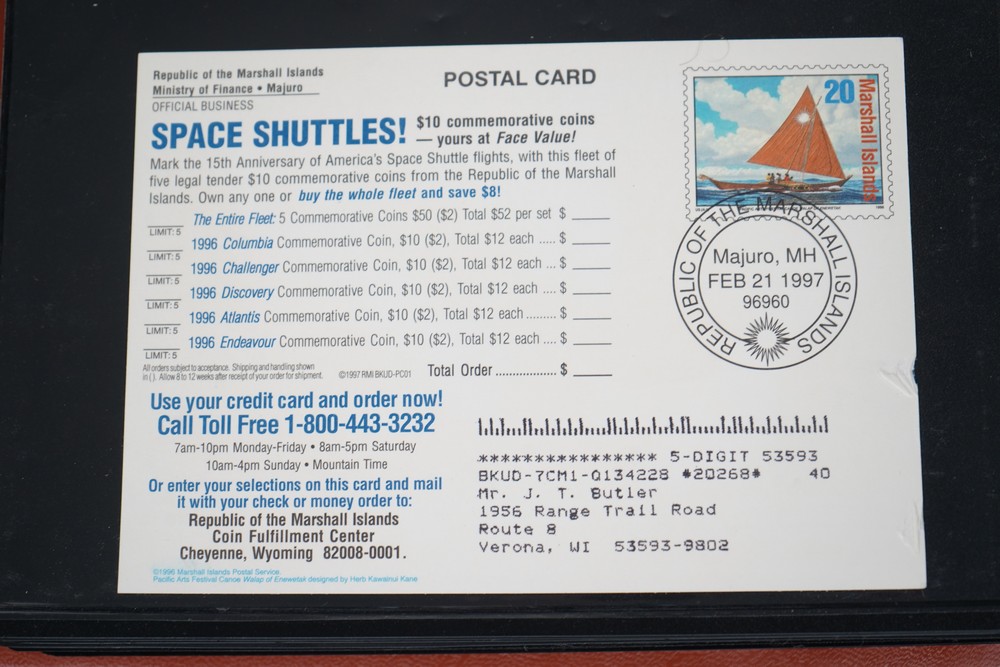 Republic of the Marshall Islands
Ministry of Finance • Majuro
OFFICIAL BUSINESS
POSTAL CARD
20
Marshall Islands
SPACE SHUTTLES! $10 commemorative coins
— yours at Face Value!
Mark the 15th Anniversary of America's Space Shuttle flights, with this fleet of
five legal tender $10 commemorative coins from the Republic of the Marshall
Islands. Own any one or buy the whole fleet and save $8!
The Entire Fleet: 5 Commemorative Coins $50 ($2) Total $52 per set $ ______
LIMIT: 5
1996 Columbia Commemorative Coin, $10 ($2), Total $12 each ..... $ ______
LIMIT: 5
1996 Challenger Commemorative Coin, $10 ($2), Total $12 each ... $ ______
LIMIT: 5
1996 Discovery Commemorative Coin, $10 ($2), Total $12 each .... $ ______
LIMIT: 5
1996 Atlantis Commemorative Coin, $10 ($2), Total $12 each ......... $ ______
LIMIT: 5
1996 Endeavour Commemorative Coin, $10 ($2), Total $12 each .... $ ______
LIMIT: 5
All orders subject to acceptance. Shipping and handling shown
in ( ). Allow 8 to 12 weeks after receipt of your order for shipment.
©1997 RMI BKUD-PC01
Total Order .................. $ ______
REPUBLIC OF THE MARSHALL ISLANDS
Majuro, MH
FEB 21 1997
96960
Use your credit card and order now!
Call Toll Free 1-800-443-3232
7am-10pm Monday-Friday • 8am-5pm Saturday
10am-4pm Sunday • Mountain Time
Or enter your selections on this card and mail
it with your check or money order to:
Republic of the Marshall Islands
Coin Fulfillment Center
Cheyenne, Wyoming 82008-0001.
©1996 Marshall Islands Postal Service.
Pacific Arts Festival Canoe Walap of Enewetak designed by Herb Kawainui Kane
**************** 5-DIGIT 53593
BKUD-7CM1-Q134228 *20268* 40
Mr. J. T. Butler
1956 Range Trail Road
Route 8
Verona, WI 53593-9802